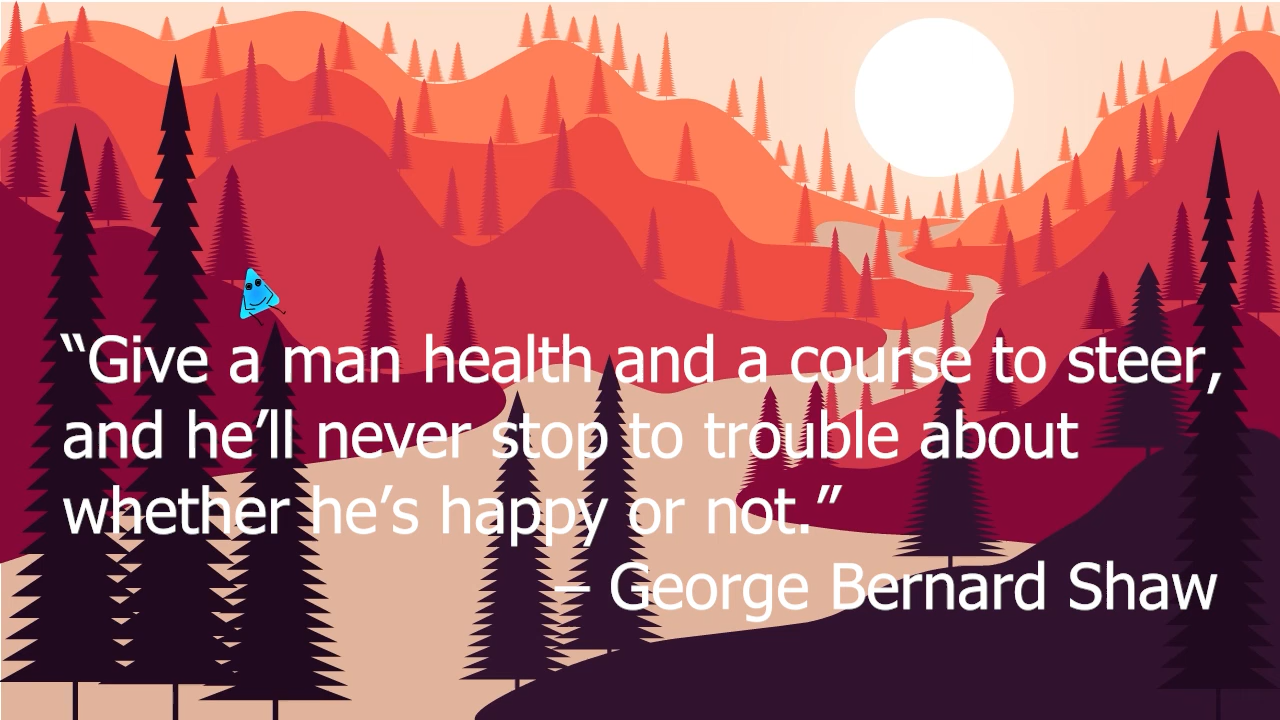 “Give a man health and a course to steer,
and he’ll never stop to trouble about
whether he’s happy or not.”
– George Bernard Shaw